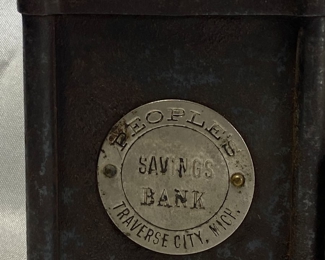 PEOPLE'S
SAVINGS
BANK
TRAVERSE CITY, MICH.